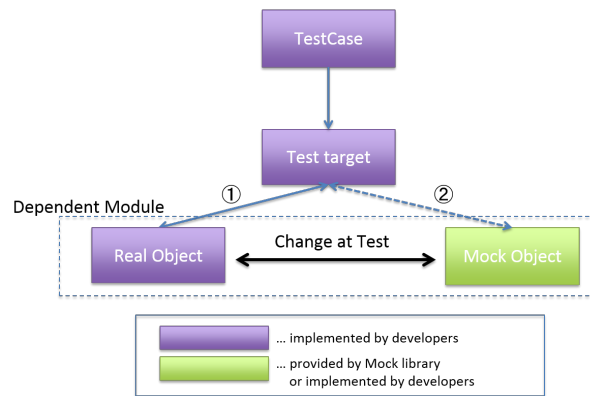 TestCase
Test target
① ②
Dependent Module
Real Object
Change at Test
Mock Object
... implemented by developers
... provided by Mock library
or implemented by developers